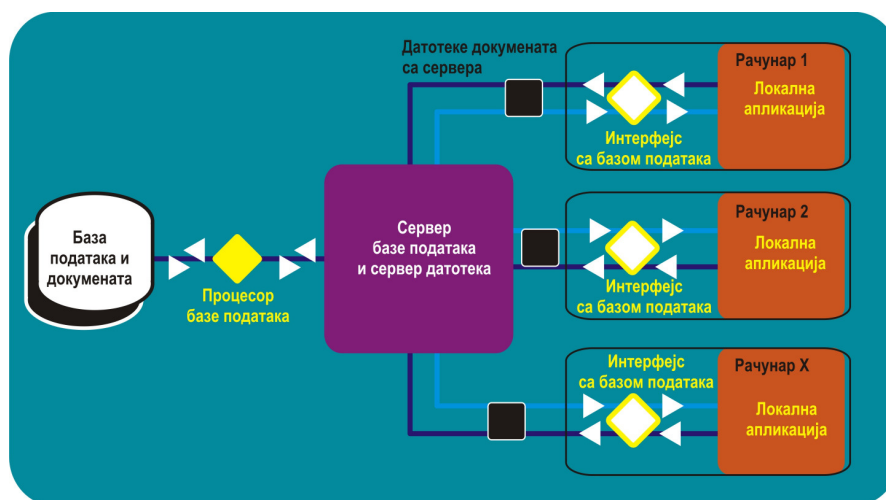 Датотеке докумената
са сервера
Рачунар 1
Локална
апликација
Интерфејс
са базом података
База
података и
докумената
Процесор
базе података
Сервер
базе података
и сервер датотека
Рачунар 2
Локална
апликација
Интерфејс
са базом података
Интерфејс
са базом података
Рачунар X
Локална
апликација